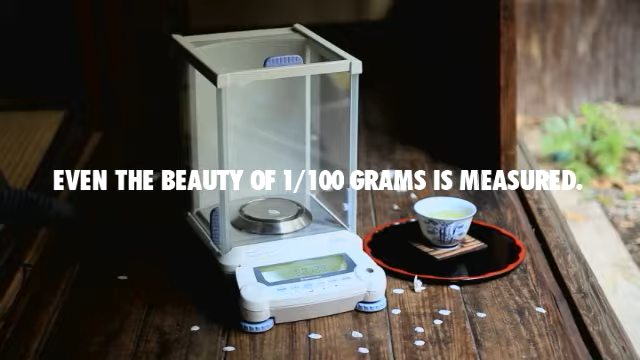 EVEN THE BEAUTY OF 1/100 GRAMS IS MEASURED.